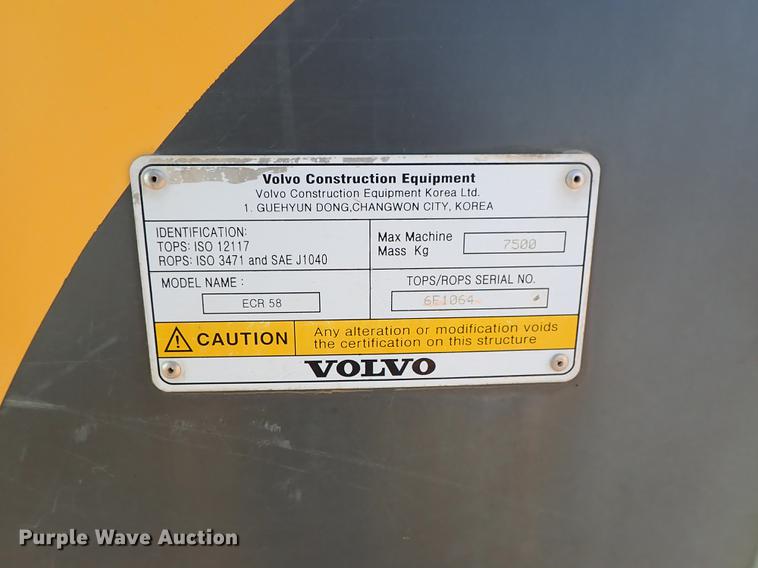 Volvo Construction Equipment
Volvo Construction Equipment Korea Ltd.
1. GUEHYUN DONG,CHANGWON CITY, KOREA
IDENTIFICATION:
TOPS: ISO 12117
ROPS: ISO 3471 and SAE J1040
Max Machine
Mass Kg
7500
MODEL NAME :
ECR 58
TOPS/ROPS SERIAL NO.
6E1064
CAUTION
Any alteration or modification voids
the certification on this structure
VOLVO
Purple Wave Auction